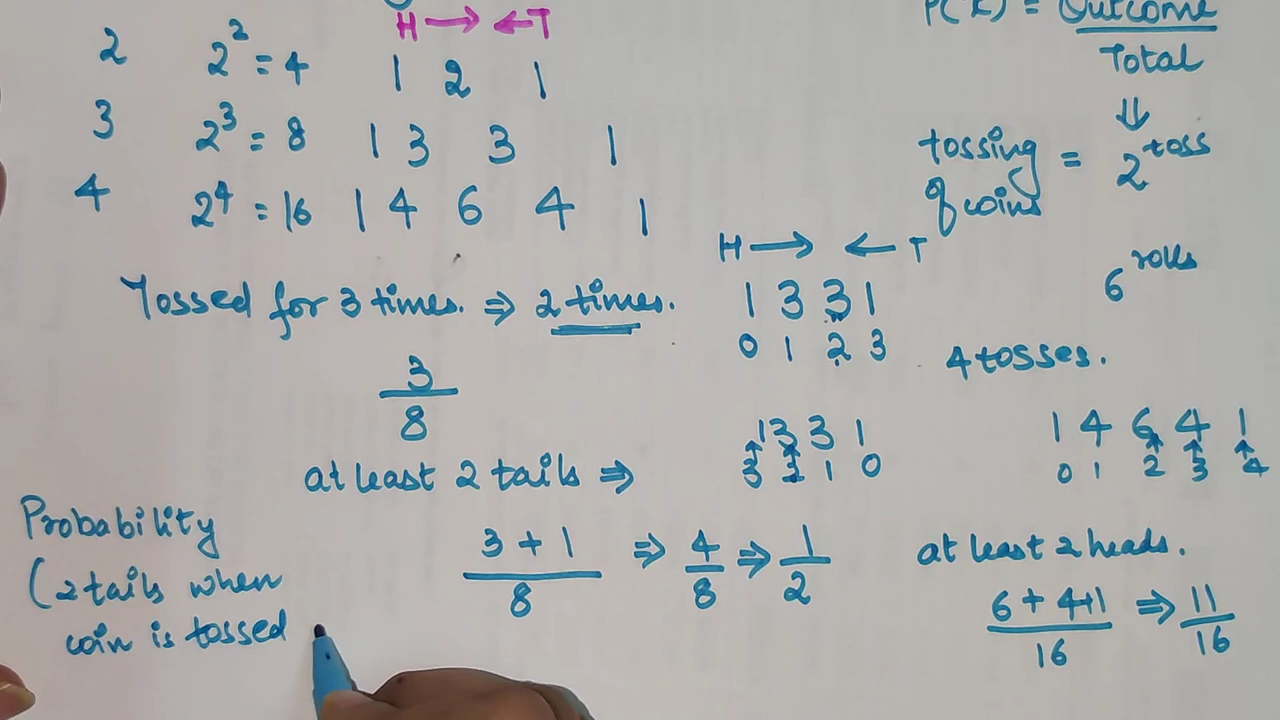 H → ← T
2 2² = 4 1 2 1
3 2³ = 8 1 3 3 1
4 2⁴ = 16 1 4 6 4 1
P(x) = Outcome
Total
⇓
tossing of coins = 2^toss
6^rolls
Tossed for 3 times. ⇒ 2 times.
3
8
H → ← T
1 3 3 1
0 1 2 3
at least 2 tails ⇒
1 3 3 1
3 2 1 0
3 + 1 ⇒ 4 ⇒ 1
8 8 2
4 tosses.
1 4 6 4 1
0 1 2 3 4
at least 2 heads.
6 + 4+1 ⇒ 11
16 16
Probability
(2 tails when
coin is tossed